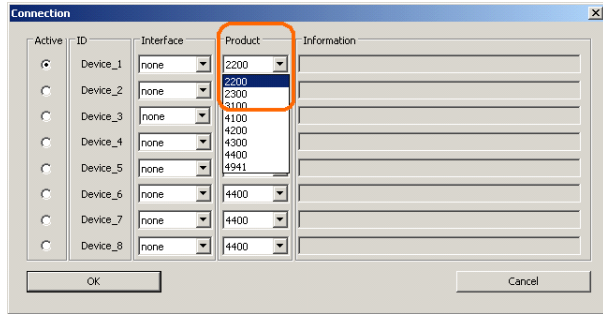 Connection
Active ID Interface Product Information
Device_1 none 2200
2200
Device_2 none 2300
3100
Device_3 none 4100
4200
Device_4 none 4300
4400
Device_5 none 4941
Device_6 none 4400
Device_7 none 4400
Device_8 none 4400
OK Cancel